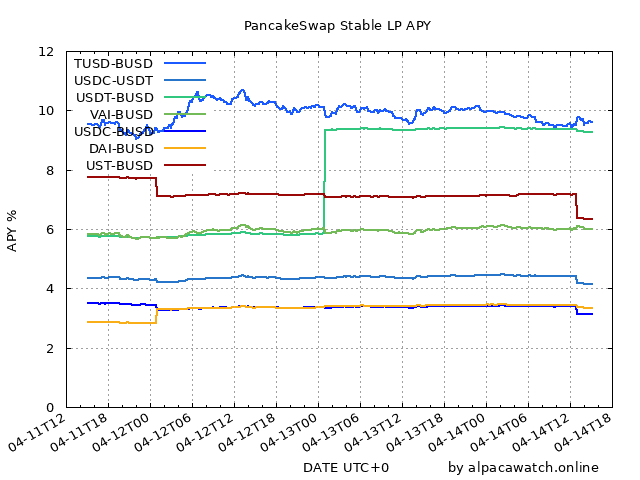 PancakeSwap Stable LP APY
12
10
8
6
4
2
0
APY %
TUSD-BUSD
USDC-USDT
USDT-BUSD
VAI-BUSD
USDC-BUSD
DAI-BUSD
UST-BUSD
04-11T12
04-11T18
04-12T00
04-12T06
04-12T12
04-12T18
04-13T00
04-13T06
04-13T12
04-13T18
04-14T00
04-14T06
04-14T12
04-14T18
DATE UTC+0
by alpacawatch.online